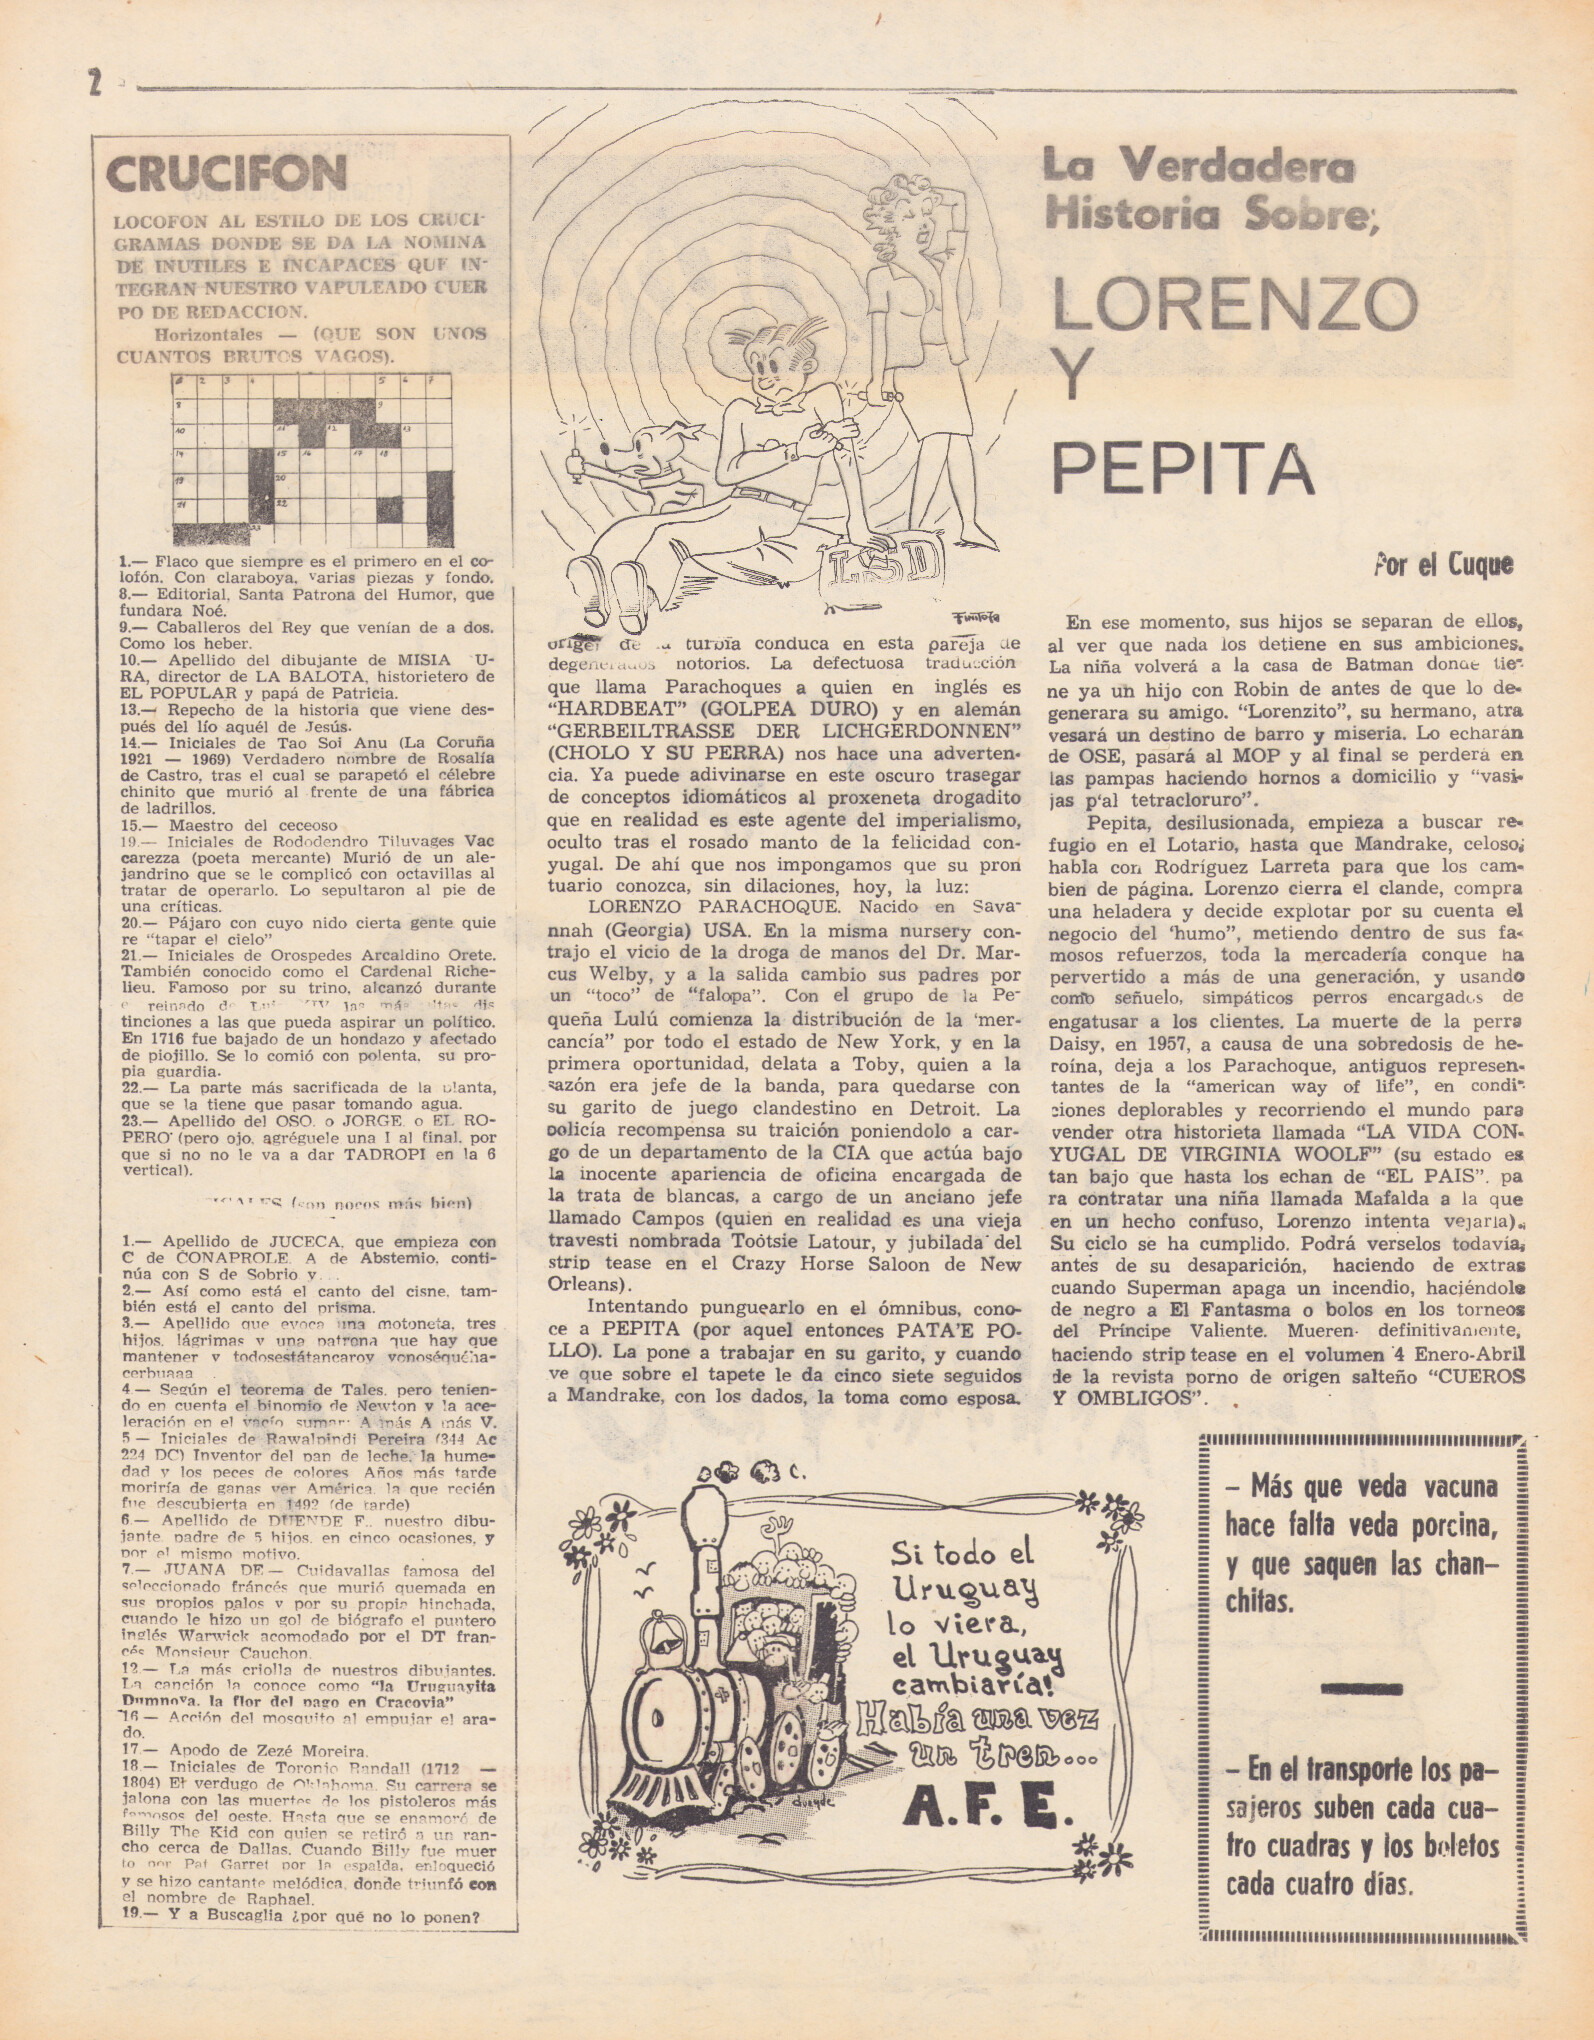 2
CRUCIFON
LOCOFON AL ESTILO DE LOS CRUCI-
GRAMAS DONDE SE DA LA NOMINA
DE INUTILES E INCAPACES QUE IN-
TEGRAN NUESTRO VAPULEADO CUER
PO DE REDACCION.
Horizontales — (QUE SON UNOS
CUANTOS BRUTOS VAGOS).
1.— Flaco que siempre es el primero en el co-
lofón. Con claraboya, varias piezas y fondo.
8.— Editorial, Santa Patrona del Humor, que
fundara Noé.
9.— Caballeros del Rey que venían de a dos.
Como los heber.
10.— Apellido del dibujante de MISIA U-
RA, director de LA BALOTA, historietero de
EL POPULAR y papá de Patricia.
13.— Repecho de la historia que viene des-
pués del lío aquél de Jesús.
14.— Iniciales de Tao Soi Anu (La Coruña
1921 — 1969) Verdadero nombre de Rosalía
de Castro, tras el cual se parapetó el célebre
chinito que murió al frente de una fábrica
de ladrillos.
15.— Maestro del ceceoso
19.— Iniciales de Rododendro Tiluvages Vac
carezza (poeta mercante) Murió de un ale-
jandrino que se le complicó con octavillas al
tratar de operarlo. Lo sepultaron al pie de
una críticas.
20.— Pájaro con cuyo nido cierta gente quie
re “tapar el cielo”
21.— Iniciales de Orospedes Arcaldino Orete.
También conocido como el Cardenal Riche-
lieu. Famoso por su trino, alcanzó durante
reinado de Luis XIV las más altas dis
tinciones a las que pueda aspirar un político.
En 1716 fue bajado de un hondazo y afectado
de piojillo. Se lo comió con polenta, su pro-
pia guardia.
22.— La parte más sacrificada de la planta,
que se la tiene que pasar tomando agua.
23.— Apellido del OSO, o JORGE, o EL RO-
PERO (pero ojo, agréguele una I al final, por
que si no no le va a dar TADROPI en la 6
vertical).
(son pocos más bien)
1.— Apellido de JUCECA, que empieza con
C de CONAPROLE, A de Abstemio, conti-
núa con S de Sobrio y...
2.— Así como está el canto del cisne, tam-
bién está el canto del prisma.
3.— Apellido que evoca una motoneta, tres
hijos, lágrimas y una patrona que hay que
mantener y todosestátancaroy yonoséquéha-
cerbuaaa
4.— Según el teorema de Tales, pero tenien-
do en cuenta el binomio de Newton y la ace-
leración en el vacío, sumar: A más A más V.
5 — Iniciales de Rawalpindi Pereira (344 Ac
224 DC) Inventor del pan de leche, la hume-
dad y los peces de colores. Años más tarde
moriría de ganas ver América, la que recién
fue descubierta en 1492 (de tarde)
6.— Apellido de DUENDE F., nuestro dibu-
jante, padre de 5 hijos, en cinco ocasiones, y
por el mismo motivo.
7.— JUANA DE — Cuidavallas famosa del
seleccionado fráncés que murió quemada en
sus propios palos y por su propia hinchada,
cuando le hizo un gol de biógrafo el puntero
inglés Warwick acomodado por el DT fran-
cés Monsieur Cauchon.
12.— La más criolla de nuestros dibujantes.
La canción la conoce como “la Uruguayita
Dumnova, la flor del pago en Cracovia”
16 — Acción del mosquito al empujar el ara-
do.
17.— Apodo de Zezé Moreira.
18.— Iniciales de Toronio Randall (1712 —
1804) El verdugo de Oklahoma. Su carrera se
jalona con las muertes de los pistoleros más
famosos del oeste. Hasta que se enamoró de
Billy The Kid con quien se retiró a un ran-
cho cerca de Dallas. Cuando Billy fue muer
to por Pat Garret por la espalda, enloqueció
y se hizo cantante melódica, donde triunfó con
el nombre de Raphael.
19.— Y a Buscaglia ¿por qué no lo ponen?
La Verdadera
Historia Sobre;
LORENZO
Y
PEPITA
Por el Cuque
LSD
origen de la turbia conduca en esta pareja de
degenerados notorios. La defectuosa traducción
que llama Parachoques a quien en inglés es
“HARDBEAT” (GOLPEA DURO) y en alemán
“GERBEILTRASSE DER LICHGERDONNEN”
(CHOLO Y SU PERRA) nos hace una adverten-
cia. Ya puede adivinarse en este oscuro trasegar
de conceptos idiomáticos al proxeneta drogadito
que en realidad es este agente del imperialismo,
oculto tras el rosado manto de la felicidad con-
yugal. De ahí que nos impongamos que su pron
tuario conozca, sin dilaciones, hoy, la luz:
LORENZO PARACHOQUE. Nacido en Sava-
nnah (Georgia) USA. En la misma nursery con-
trajo el vicio de la droga de manos del Dr. Mar-
cus Welby, y a la salida cambio sus padres por
un “toco” de “falopa”. Con el grupo de la Pe-
queña Lulú comienza la distribución de la ‘mer-
cancía” por todo el estado de New York, y en la
primera oportunidad, delata a Toby, quien a la
sazón era jefe de la banda, para quedarse con
su garito de juego clandestino en Detroit. La
policía recompensa su traición poniendolo a car-
go de un departamento de la CIA que actúa bajo
la inocente apariencia de oficina encargada de
la trata de blancas, a cargo de un anciano jefe
llamado Campos (quien en realidad es una vieja
travesti nombrada Toótsie Latour, y jubilada del
strip tease en el Crazy Horse Saloon de New
Orleans).
Intentando punguearlo en el ómnibus, cono-
ce a PEPITA (por aquel entonces PATA’E PO-
LLO). La pone a trabajar en su garito, y cuando
ve que sobre el tapete le da cinco siete seguidos
a Mandrake, con los dados, la toma como esposa.
En ese momento, sus hijos se separan de ellos,
al ver que nada los detiene en sus ambiciones.
La niña volverá a la casa de Batman donde tie-
ne ya un hijo con Robin de antes de que lo de-
generara su amigo. “Lorenzito”, su hermano, atra
vesará un destino de barro y miseria. Lo echarán
de OSE, pasará al MOP y al final se perderá en
las pampas haciendo hornos a domicilio y “vasi-
jas p’al tetracloruro”.
Pepita, desilusionada, empieza a buscar re-
fugio en el Lotario, hasta que Mandrake, celoso,
habla con Rodríguez Larreta para que los cam-
bien de página. Lorenzo cierra el clande, compra
una heladera y decide explotar por su cuenta el
negocio del ‘humo”, metiendo dentro de sus fa-
mosos refuerzos, toda la mercadería conque ha
pervertido a más de una generación, y usando
como señuelo, simpáticos perros encargados de
engatusar a los clientes. La muerte de la perra
Daisy, en 1957, a causa de una sobredosis de he-
roína, deja a los Parachoque, antiguos represen-
tantes de la “american way of life”, en condi-
ciones deplorables y recorriendo el mundo para
vender otra historieta llamada “LA VIDA CON-
YUGAL DE VIRGINIA WOOLF” (su estado es
tan bajo que hasta los echan de “EL PAIS”. pa
ra contratar una niña llamada Mafalda a la que
en un hecho confuso, Lorenzo intenta vejarla).
Su ciclo se ha cumplido. Podrá verselos todavía,
antes de su desaparición, haciendo de extras
cuando Superman apaga un incendio, haciéndole
de negro a El Fantasma o bolos en los torneos
del Príncipe Valiente. Mueren definitivamente,
haciendo strip tease en el volumen 4 Enero-Abril
de la revista porno de origen salteño “CUEROS
Y OMBLIGOS”.
C.
Si todo el
Uruguay
lo viera,
el Uruguay
cambiaría!
Había una vez
un tren...
A.F.E.
duende
– Más que veda vacuna
hace falta veda porcina,
y que saquen las chan–
chitas.
– En el transporte los pa–
sajeros suben cada cua–
tro cuadras y los boletos
cada cuatro días.